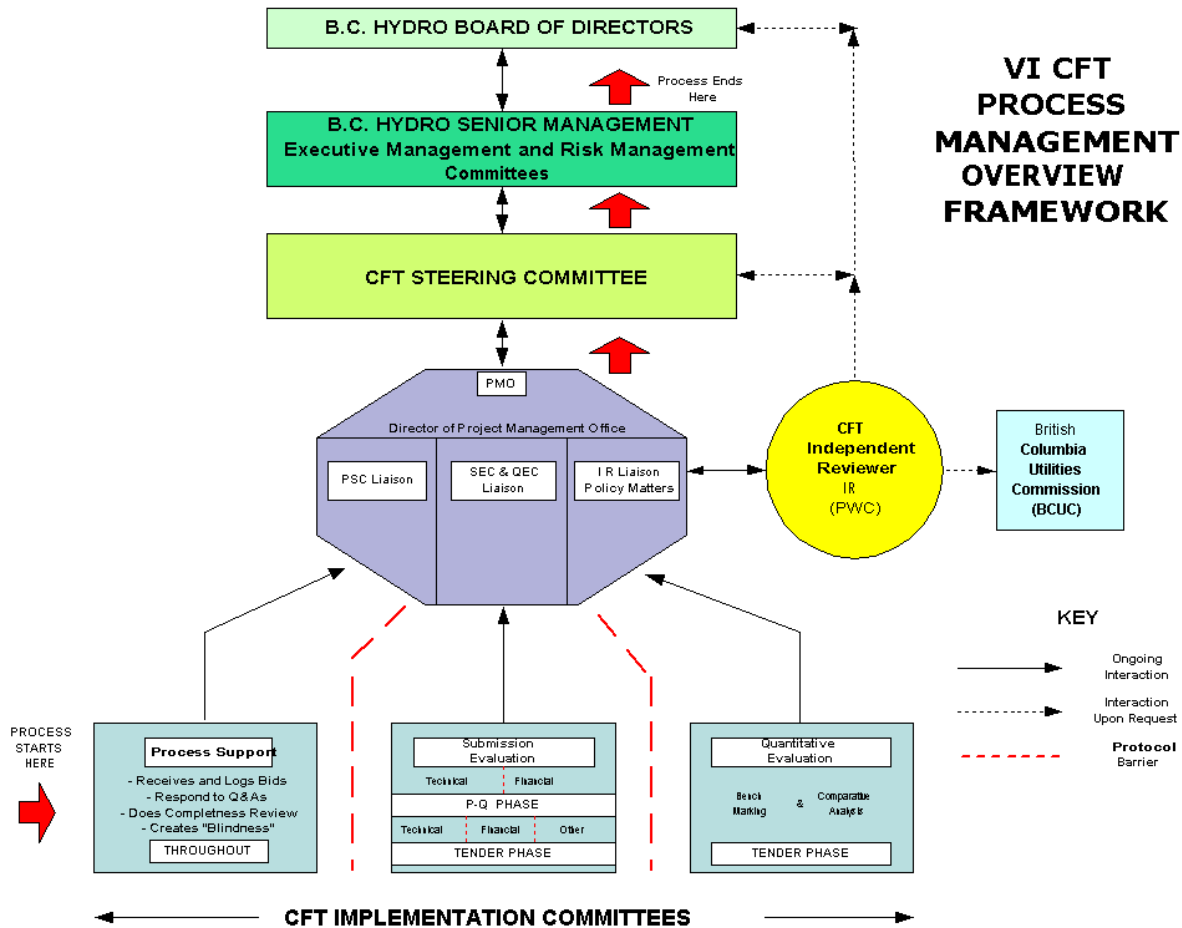 B.C. HYDRO BOARD OF DIRECTORS
VI CFT
PROCESS
MANAGEMENT
OVERVIEW
FRAMEWORK
Process Ends
Here
B.C. HYDRO SENIOR MANAGEMENT
Executive Management and Risk Management
Committees
CFT STEERING COMMITTEE
PMO
Director of Project Management Office
PSC Liaison
SEC & QEC
Liaison
IR Liaison
Policy Matters
CFT
Independent
Reviewer
IR
(PWC)
British
Columbia
Utilities
Commission
(BCUC)
KEY
Ongoing
Interaction
Interaction
Upon Request
Protocol
Barrier
PROCESS
STARTS
HERE
Process Support
- Receives and Logs Bids
- Respond to Q&As
- Does Completness Review
- Creates "Blindness"
THROUGHOUT
Submission
Evaluation
Technical Financial
P-Q PHASE
Technical Financial Other
TENDER PHASE
Quantitative
Evaluation
Bench
Marking
&
Comparative
Analysis
TENDER PHASE
CFT IMPLEMENTATION COMMITTEES